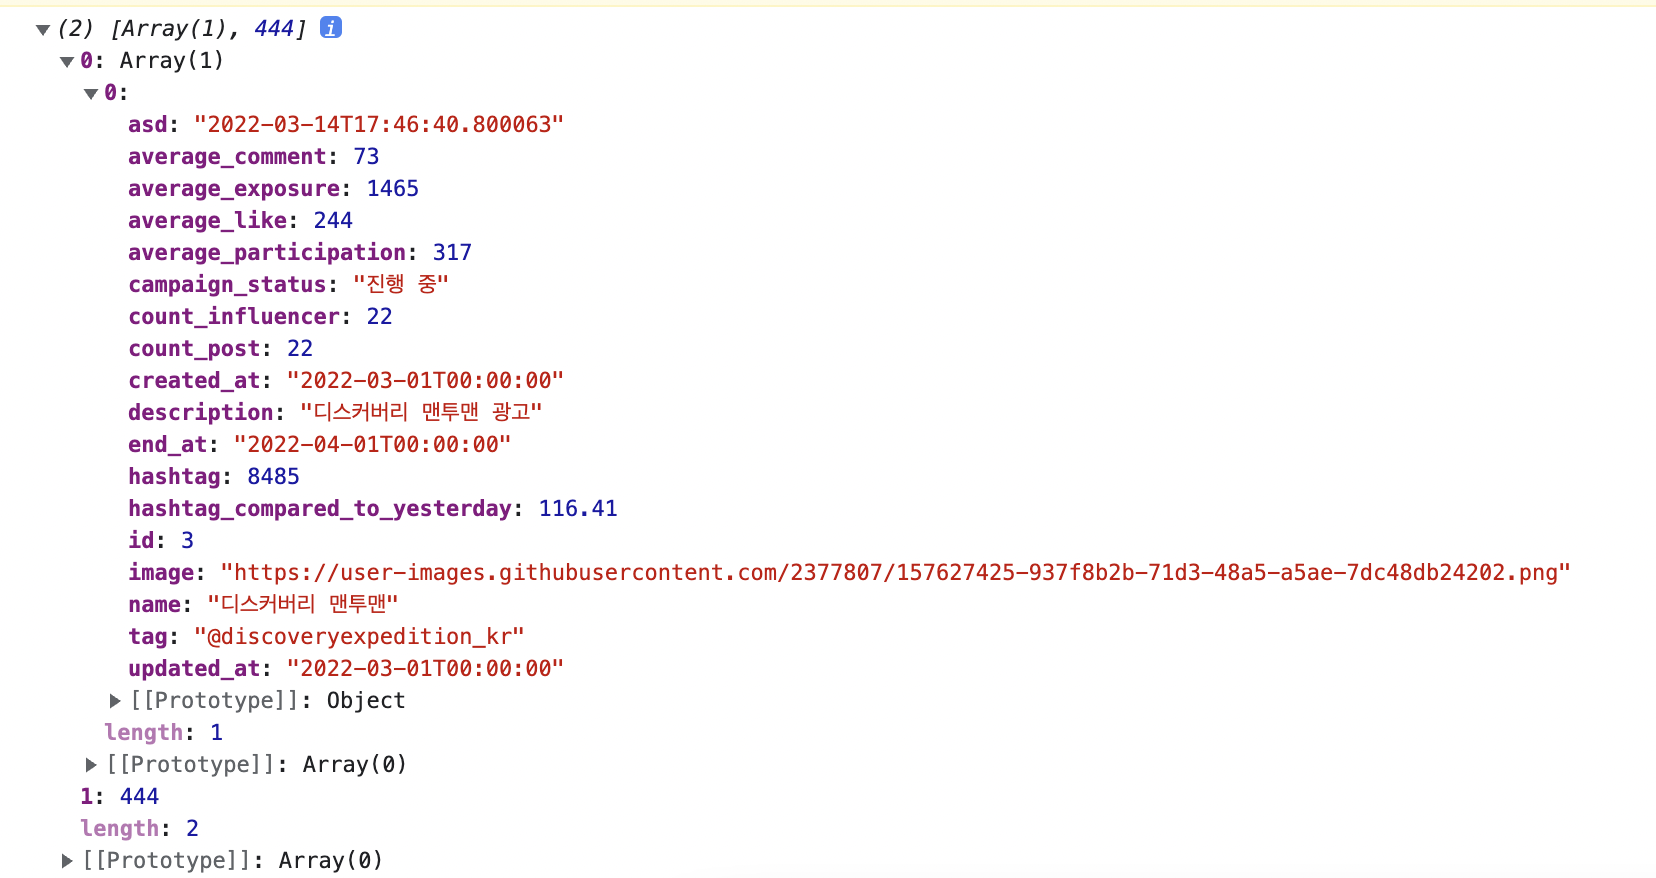 (2) [Array(1), 444] i
0: Array(1)
0:
asd: "2022-03-14T17:46:40.800063"
average_comment: 73
average_exposure: 1465
average_like: 244
average_participation: 317
campaign_status: "진행 중"
count_influencer: 22
count_post: 22
created_at: "2022-03-01T00:00:00"
description: "디스커버리 맨투맨 광고"
end_at: "2022-04-01T00:00:00"
hashtag: 8485
hashtag_compared_to_yesterday: 116.41
id: 3
image: "https://user-images.githubusercontent.com/2377807/157627425-937f8b2b-71d3-48a5-a5ae-7dc48db24202.png"
name: "디스커버리 맨투맨"
tag: "@discoveryexpedition_kr"
updated_at: "2022-03-01T00:00:00"
[[Prototype]]: Object
length: 1
[[Prototype]]: Array(0)
1: 444
length: 2
[[Prototype]]: Array(0)